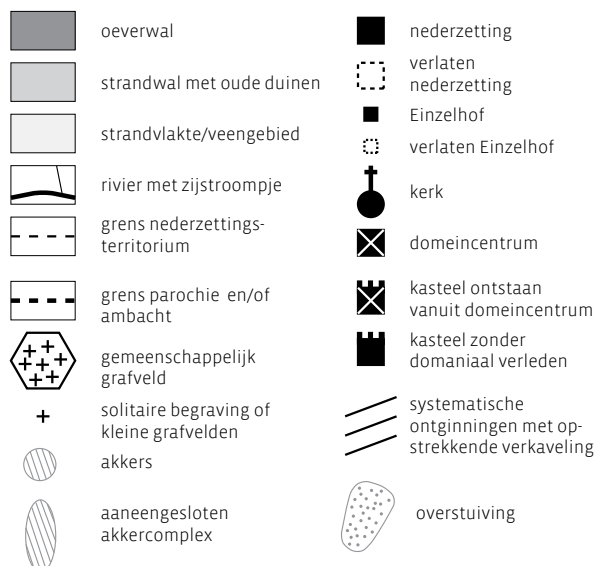 oeverwal
strandwal met oude duinen
strandvlakte/veengebied
rivier met zijstroompje
grens nederzettings-
territorium
grens parochie en/of
ambacht
gemeenschappelijk
grafveld
solitaire begraving of
kleine grafvelden
akkers
aaneengesloten
akkercomplex
nederzetting
verlaten
nederzetting
Einzelhof
verlaten Einzelhof
kerk
domeincentrum
kasteel ontstaan
vanuit domeincentrum
kasteel zonder
domaniaal verleden
systematische
ontginningen met op-
strekkende verkaveling
overstuiving